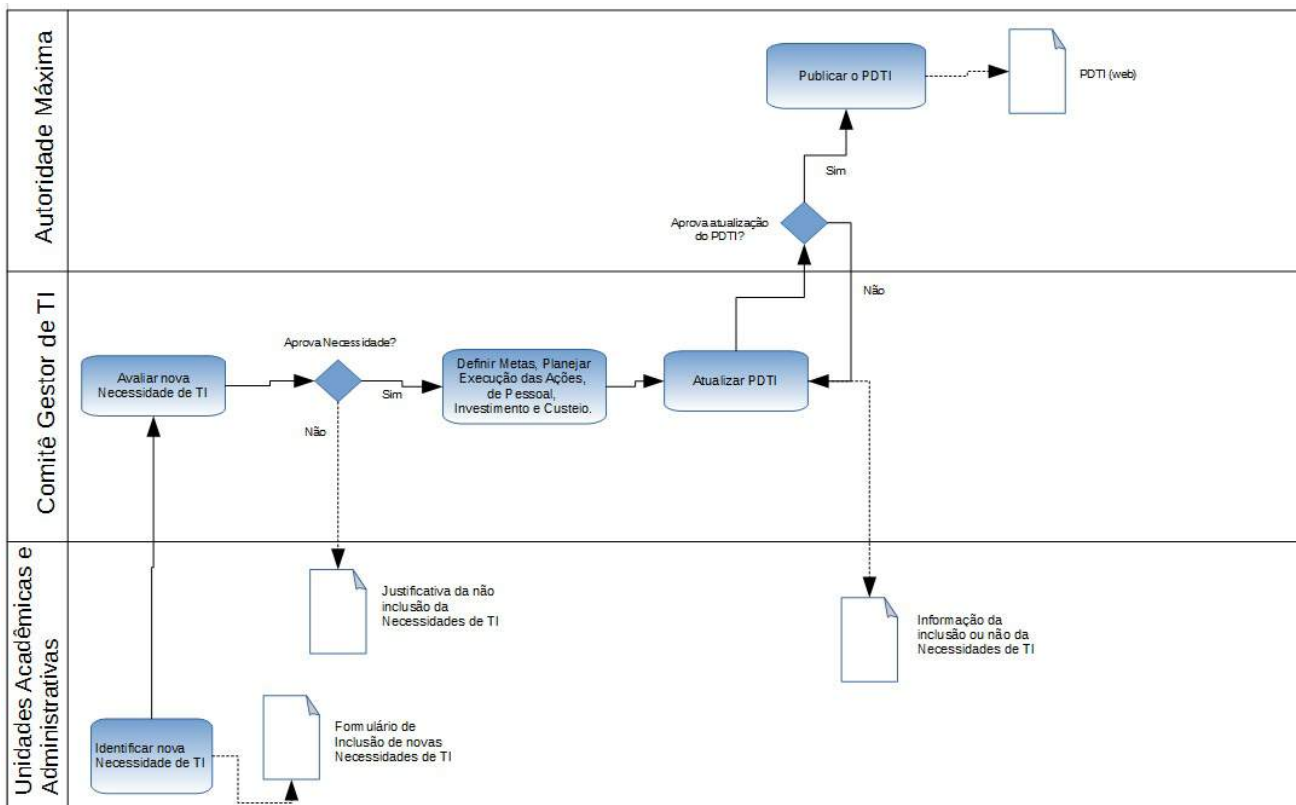 Autoridade Máxima
Publicar o PDTI
PDTI (web)
Sim
Aprova atualização
do PDTI?
Não
Comitê Gestor de TI
Avaliar nova
Necessidade de TI
Aprova Necessidade?
Sim
Não
Definir Metas, Planejar
Execução das Ações,
de Pessoal,
Investimento e Custeio.
Atualizar PDTI
Unidades Acadêmicas e
Administrativas
Justificativa da não
inclusão da
Necessidades de TI
Informação da
inclusão ou não da
Necessidades de TI
Identificar nova
Necessidade de TI
Formulário de
Inclusão de novas
Necessidades de TI